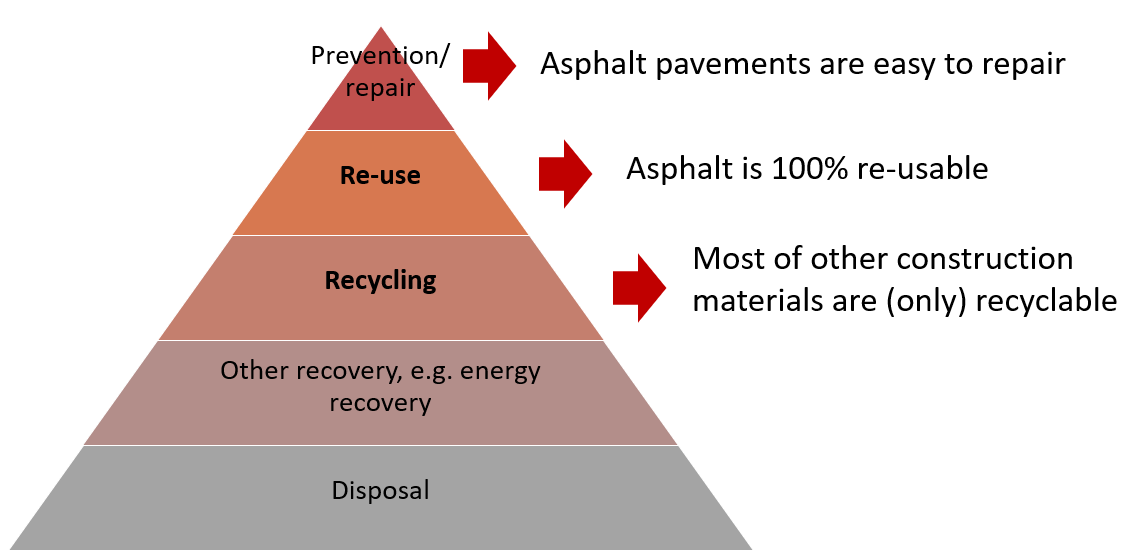 Prevention/
repair
Asphalt pavements are easy to repair
Re-use
Asphalt is 100% re-usable
Recycling
Most of other construction
materials are (only) recyclable
Other recovery, e.g. energy
recovery
Disposal